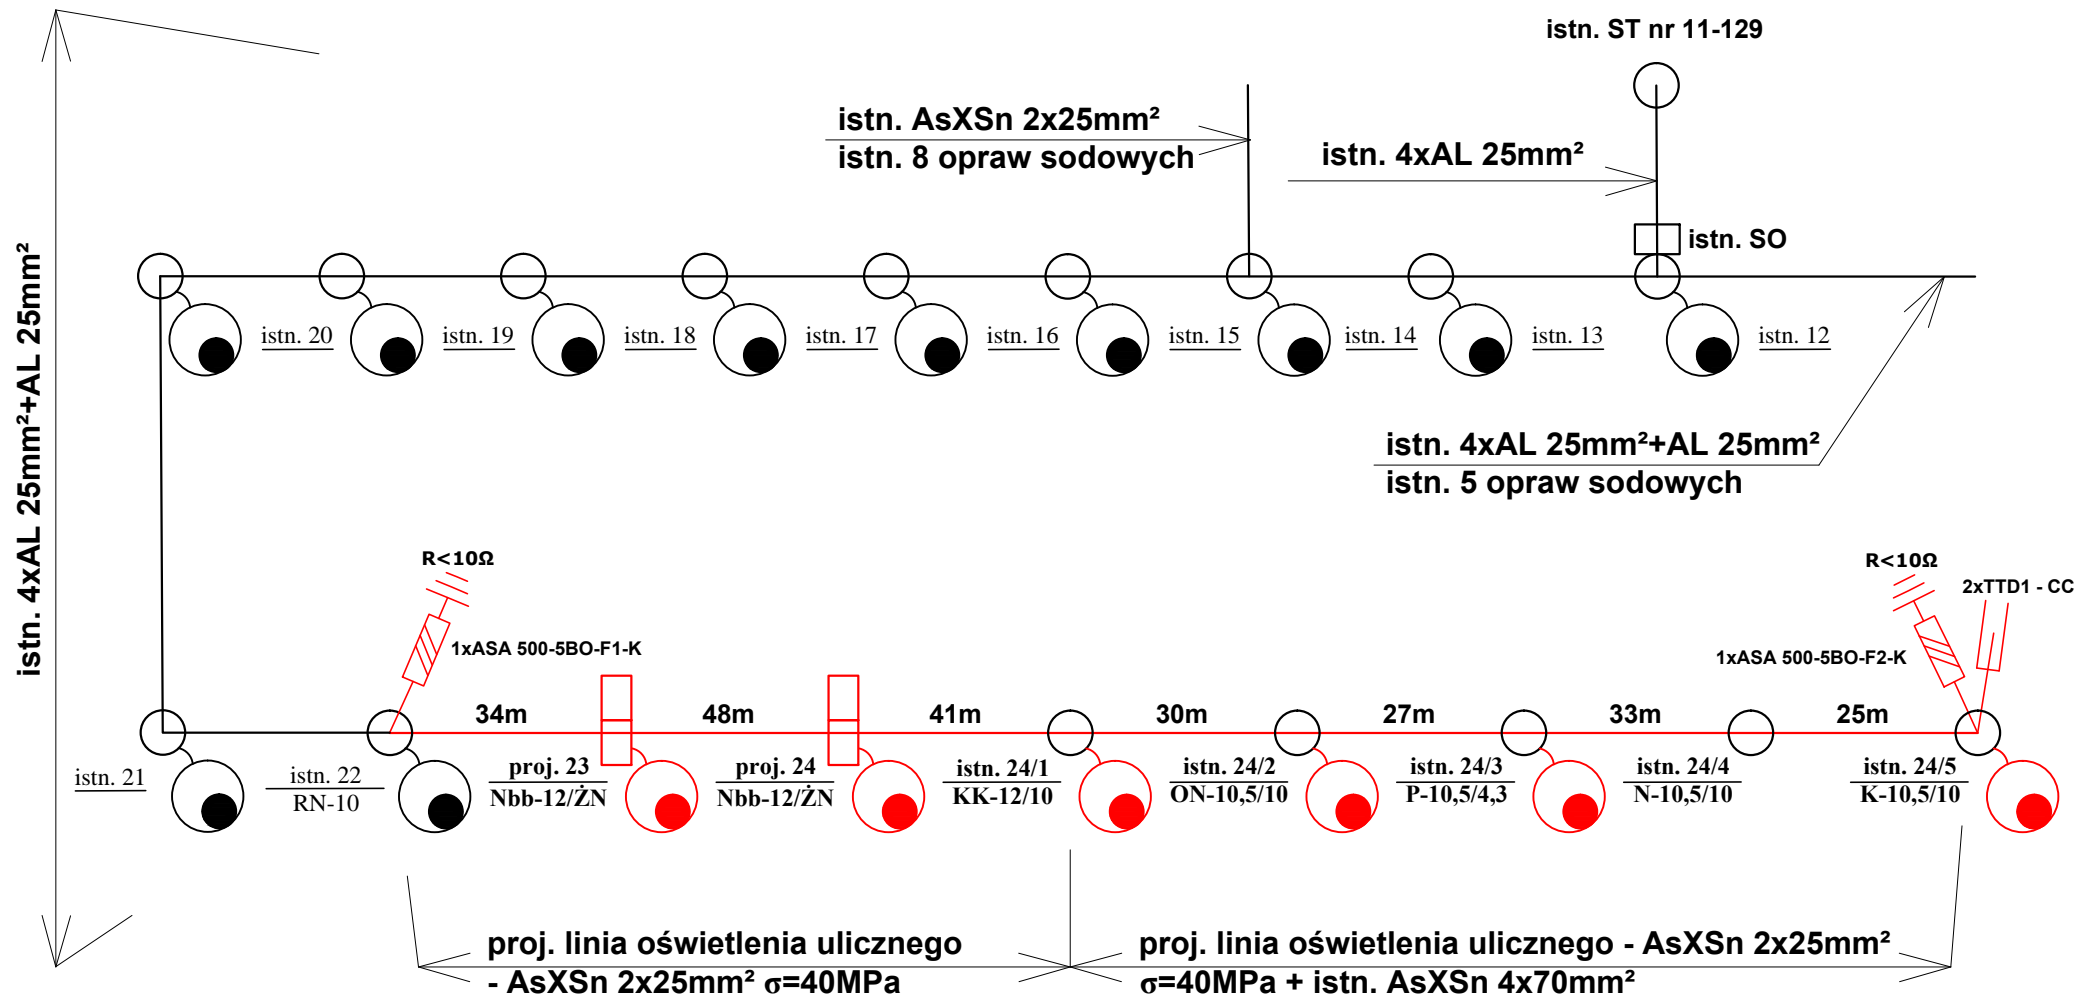 istn. ST nr 11-129
istn. AsXSn 2x25mm²
istn. 8 opraw sodowych
istn. 4xAL 25mm²
istn. SO
istn. 4xAL 25mm²+AL 25mm²
istn. 20
istn. 19
istn. 18
istn. 17
istn. 16
istn. 15
istn. 14
istn. 13
istn. 12
istn. 4xAL 25mm²+AL 25mm²
istn. 5 opraw sodowych
R<10Ω
1xASA 500-5BO-F1-K
R<10Ω
2xTTD1 - CC
1xASA 500-5BO-F2-K
34m
48m
41m
30m
27m
33m
25m
istn. 21
istn. 22
RN-10
proj. 23
Nbb-12/ŻN
proj. 24
Nbb-12/ŻN
istn. 24/1
KK-12/10
istn. 24/2
ON-10,5/10
istn. 24/3
P-10,5/4,3
istn. 24/4
N-10,5/10
istn. 24/5
K-10,5/10
proj. linia oświetlenia ulicznego
- AsXSn 2x25mm² σ=40MPa
proj. linia oświetlenia ulicznego - AsXSn 2x25mm²
σ=40MPa + istn. AsXSn 4x70mm²